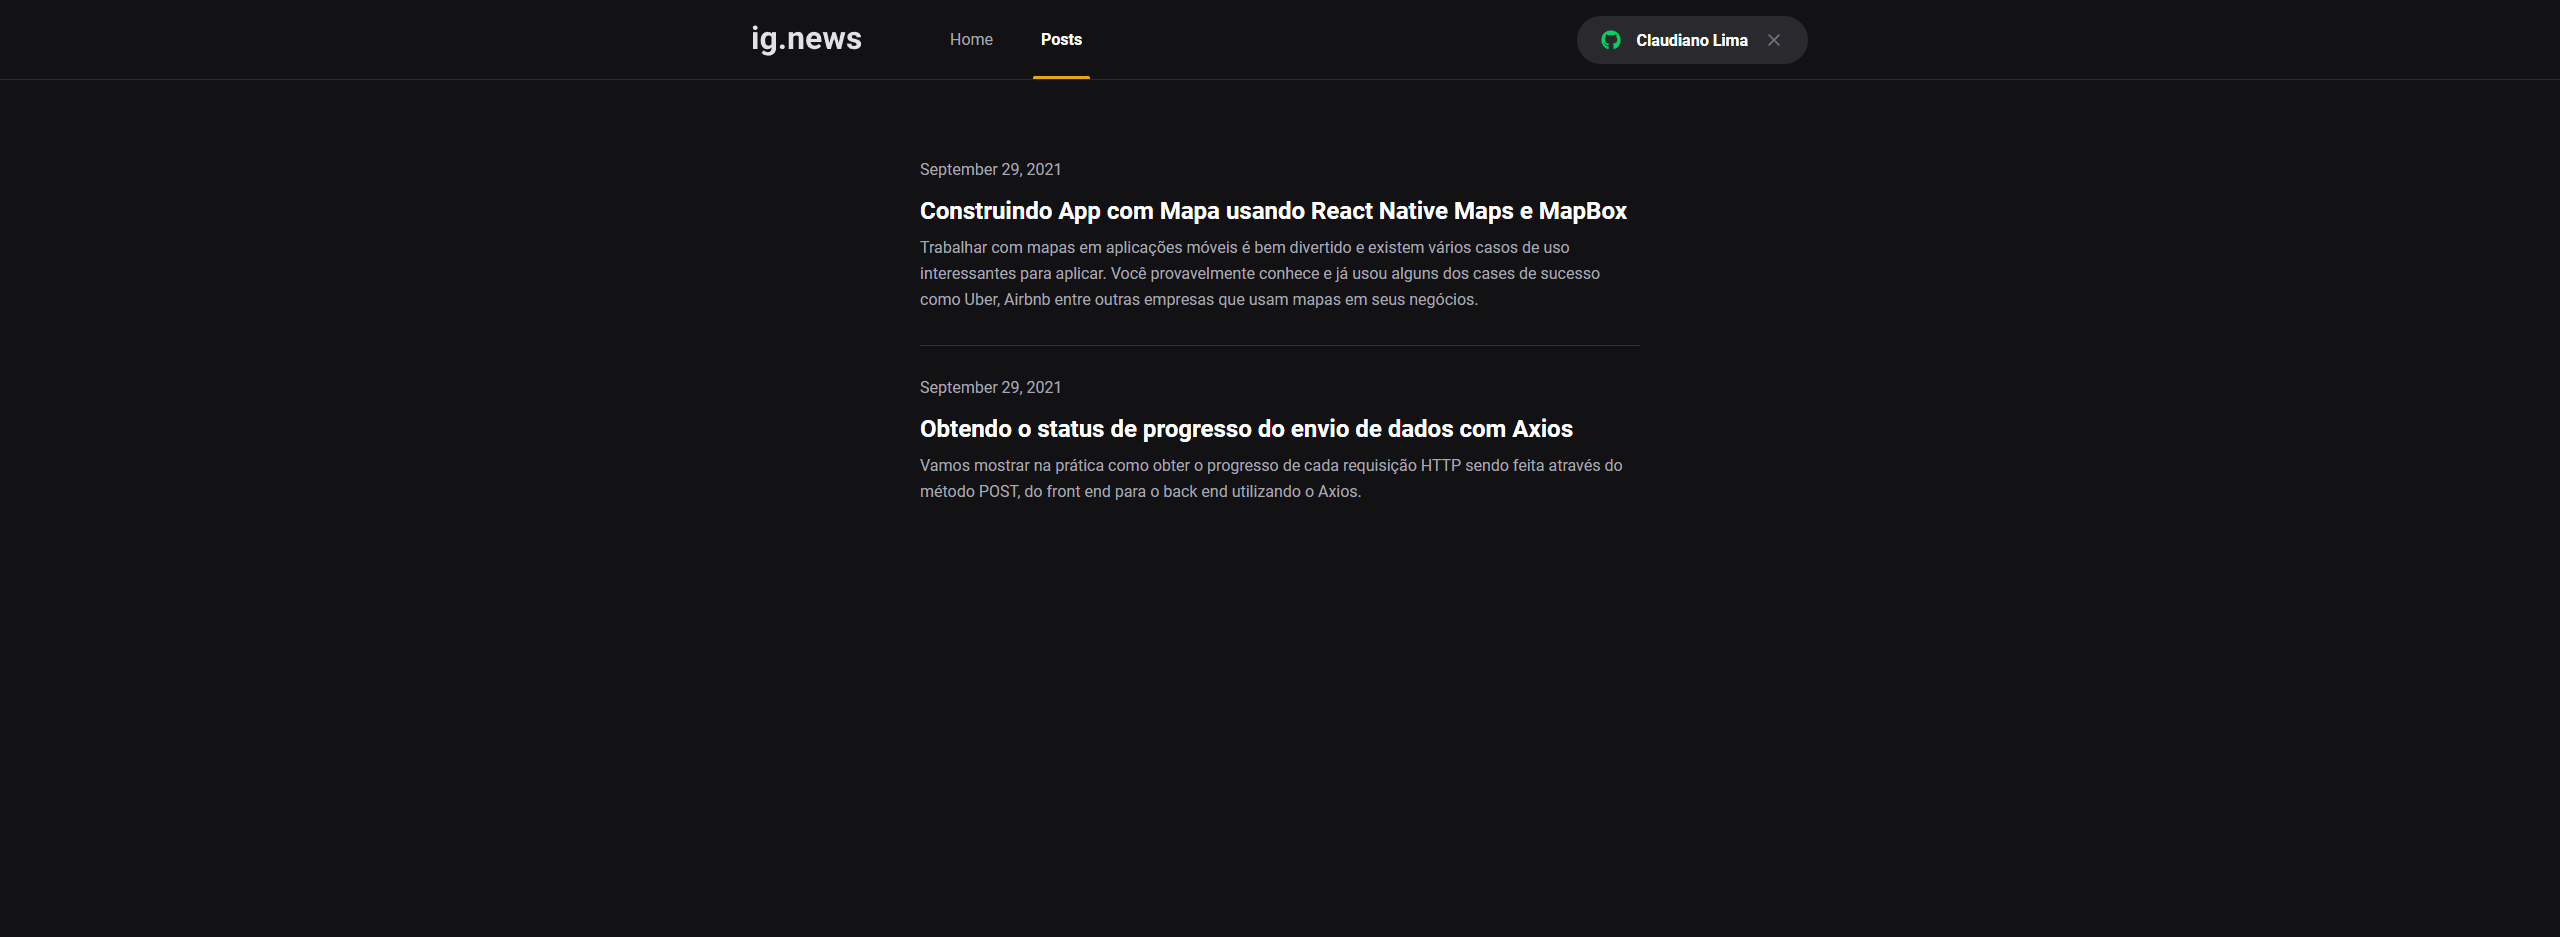 ig.news
Home
Posts
Claudiano Lima
September 29, 2021
Construindo App com Mapa usando React Native Maps e MapBox
Trabalhar com mapas em aplicações móveis é bem divertido e existem vários casos de uso
interessantes para aplicar. Você provavelmente conhece e já usou alguns dos cases de sucesso
como Uber, Airbnb entre outras empresas que usam mapas em seus negócios.
September 29, 2021
Obtendo o status de progresso do envio de dados com Axios
Vamos mostrar na prática como obter o progresso de cada requisição HTTP sendo feita através do
método POST, do front end para o back end utilizando o Axios.